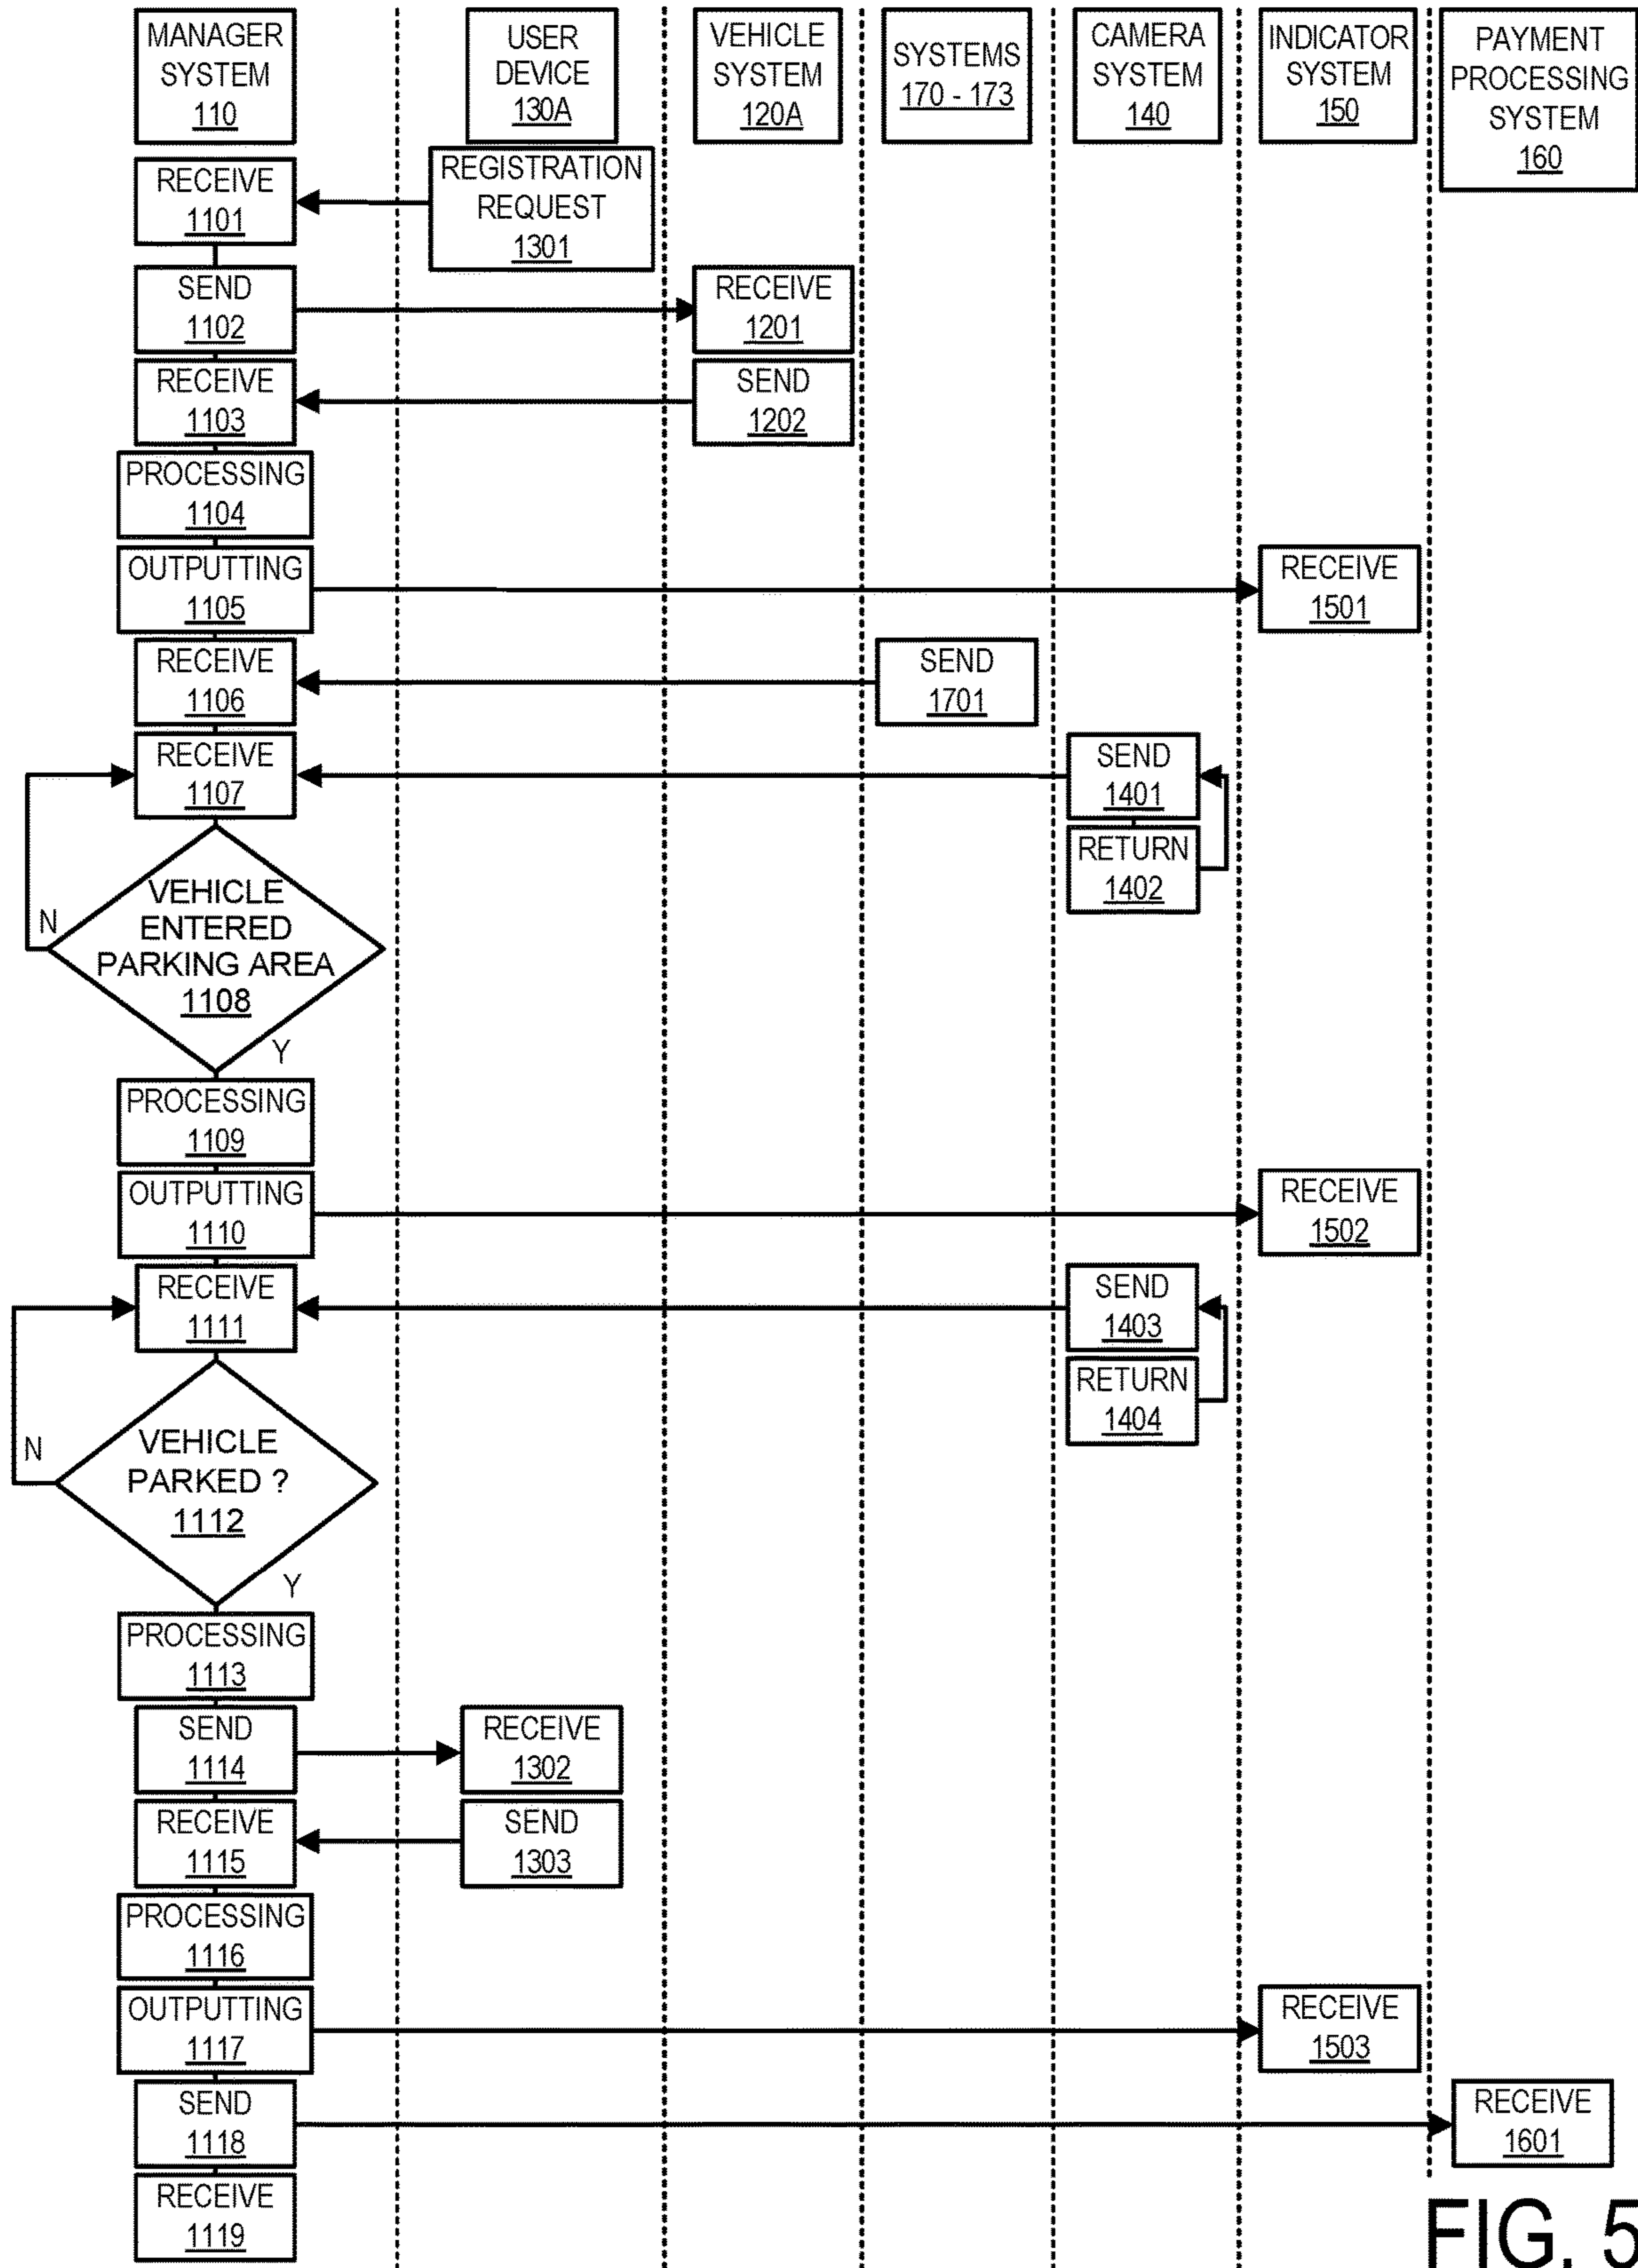 MANAGER
SYSTEM
110
USER
DEVICE
130A
VEHICLE
SYSTEM
120A
SYSTEMS
170 - 173
CAMERA
SYSTEM
140
INDICATOR
SYSTEM
150
PAYMENT
PROCESSING
SYSTEM
160
RECEIVE
1101
REGISTRATION
REQUEST
1301
SEND
1102
RECEIVE
1201
RECEIVE
1103
SEND
1202
PROCESSING
1104
OUTPUTTING
1105
RECEIVE
1501
RECEIVE
1106
SEND
1701
RECEIVE
1107
SEND
1401
RETURN
1402
VEHICLE
ENTERED
PARKING AREA
1108
N
Y
PROCESSING
1109
OUTPUTTING
1110
RECEIVE
1502
RECEIVE
1111
SEND
1403
RETURN
1404
VEHICLE
PARKED ?
1112
N
Y
PROCESSING
1113
SEND
1114
RECEIVE
1302
RECEIVE
1115
SEND
1303
PROCESSING
1116
OUTPUTTING
1117
RECEIVE
1503
SEND
1118
RECEIVE
1601
RECEIVE
1119
FIG. 5